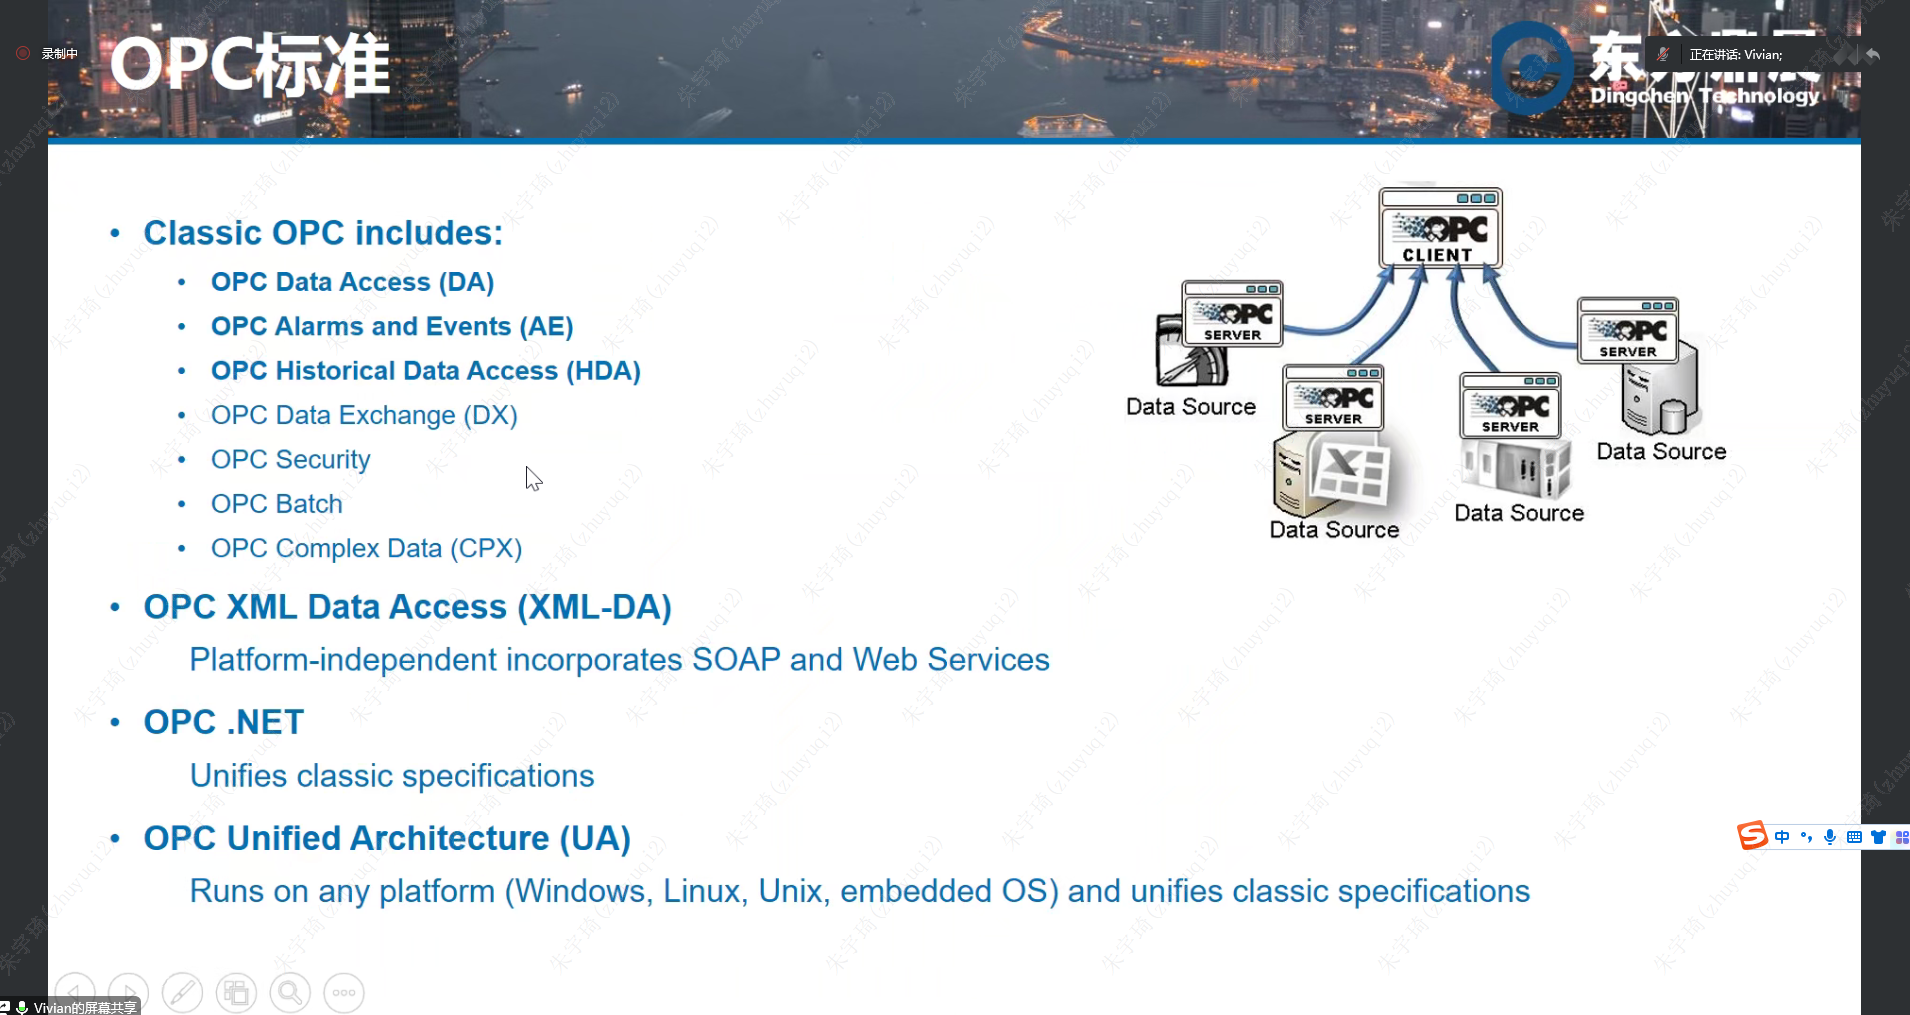 录制中
OPC标准
正在讲话: Vivian;
Dingchen Technology
• Classic OPC includes:
• OPC Data Access (DA)
• OPC Alarms and Events (AE)
• OPC Historical Data Access (HDA)
• OPC Data Exchange (DX)
• OPC Security
• OPC Batch
• OPC Complex Data (CPX)
OPC
CLIENT
OPC
SERVER
Data Source
OPC
SERVER
Data Source
OPC
SERVER
Data Source
OPC
SERVER
Data Source
• OPC XML Data Access (XML-DA)
Platform-independent incorporates SOAP and Web Services
• OPC .NET
Unifies classic specifications
• OPC Unified Architecture (UA)
Runs on any platform (Windows, Linux, Unix, embedded OS) and unifies classic specifications
中
Vivian的屏幕共享
朱宇琦(zhuyuqi2)